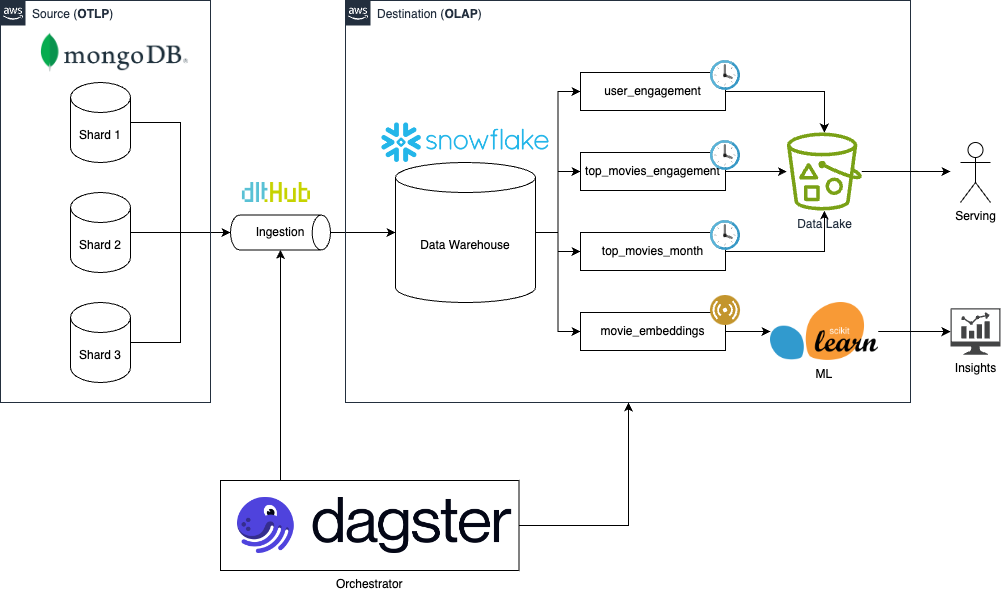 aws
Source (OTLP)
mongoDB®
Shard 1
Shard 2
Shard 3
dltHub
Ingestion
aws
Destination (OLAP)
snowflake
Data Warehouse
user_engagement
top_movies_engagement
top_movies_month
movie_embeddings
Data Lake
scikit
learn
ML
Serving
Insights
dagster
Orchestrator